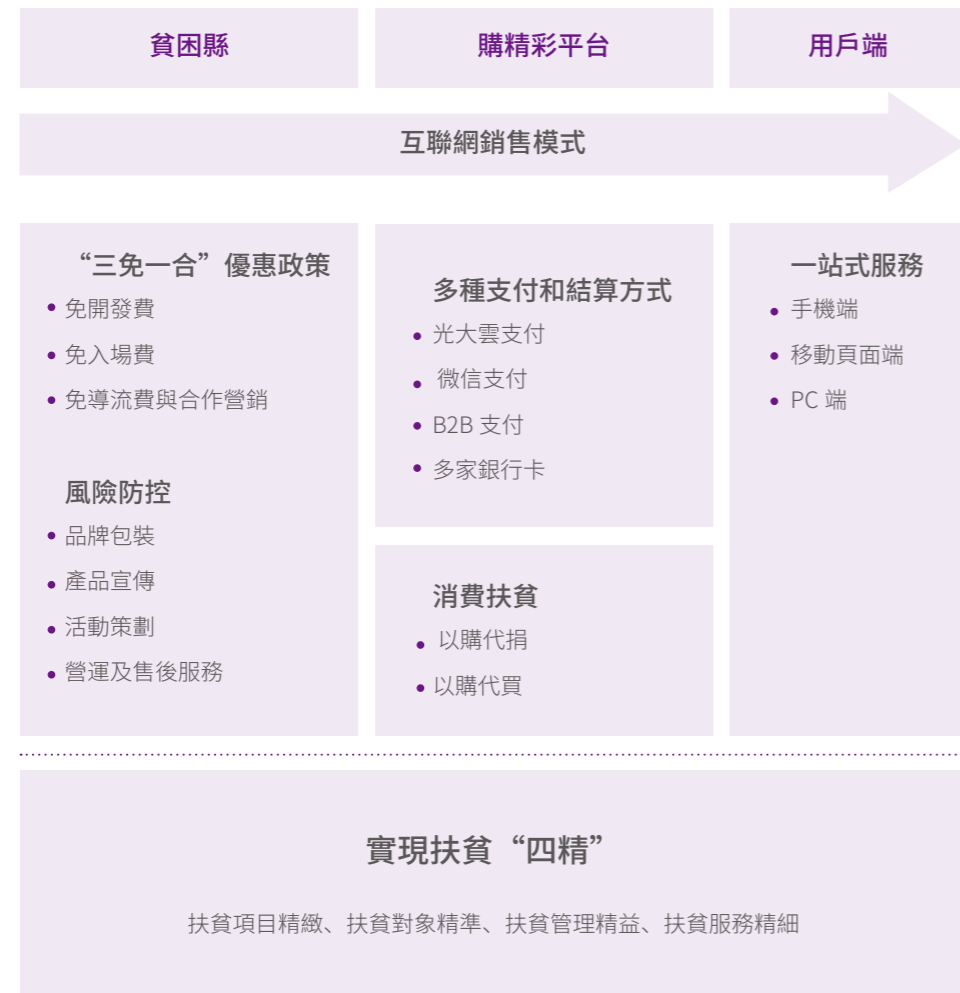 貧困縣
購精彩平台
用戶端
互聯網銷售模式
“三免一合”優惠政策
• 免開發費
• 免入場費
• 免導流費與合作營銷
風險防控
• 品牌包裝
• 產品宣傳
• 活動策劃
• 營運及售後服務
多種支付和結算方式
• 光大雲支付
• 微信支付
• B2B 支付
• 多家銀行卡
消費扶貧
• 以購代捐
• 以購代買
一站式服務
• 手機端
• 移動頁面端
• PC 端
實現扶貧“四精”
扶貧項目精緻、扶貧對象精準、扶貧管理精益、扶貧服務精細